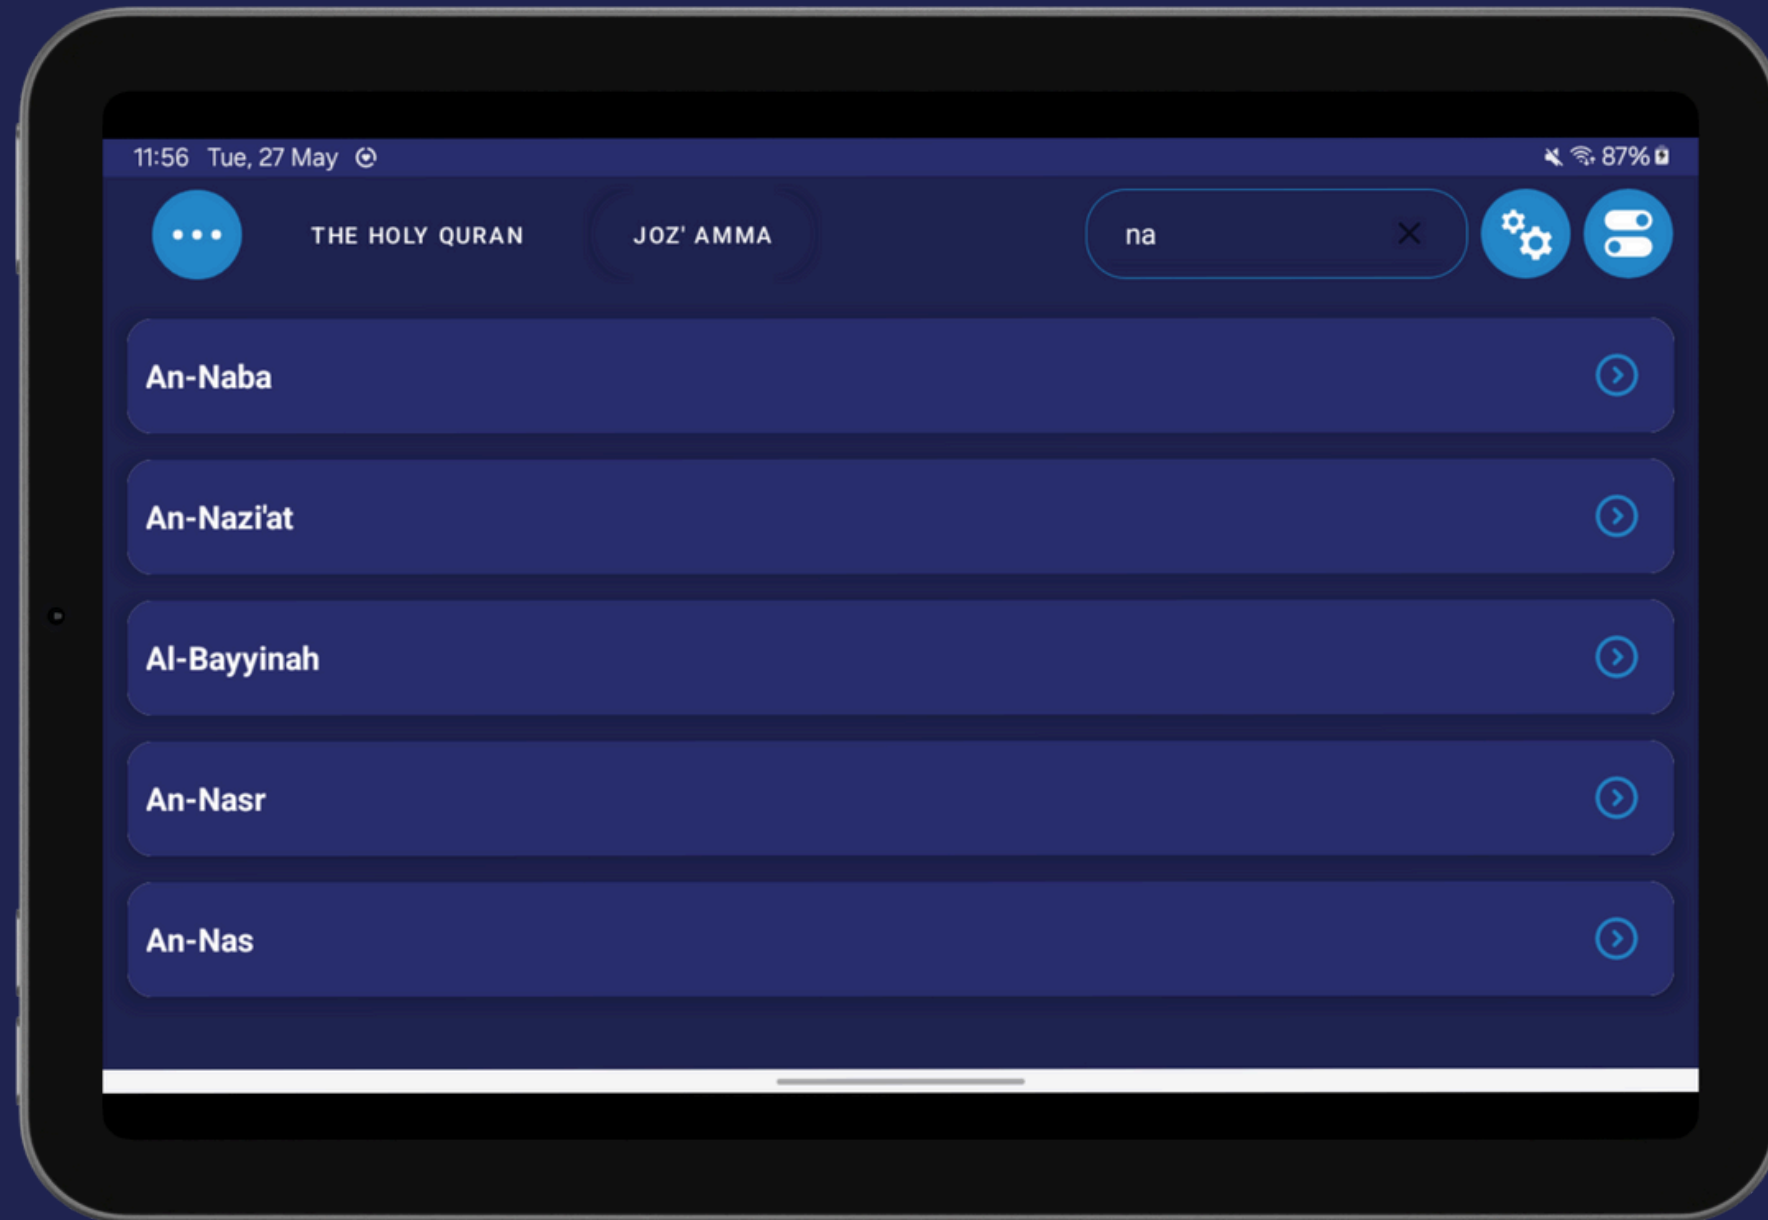 11:56 Tue, 27 May 87%
THE HOLY QURAN JOZ' AMMA na
An-Naba
An-Nazi'at
Al-Bayyinah
An-Nasr
An-Nas